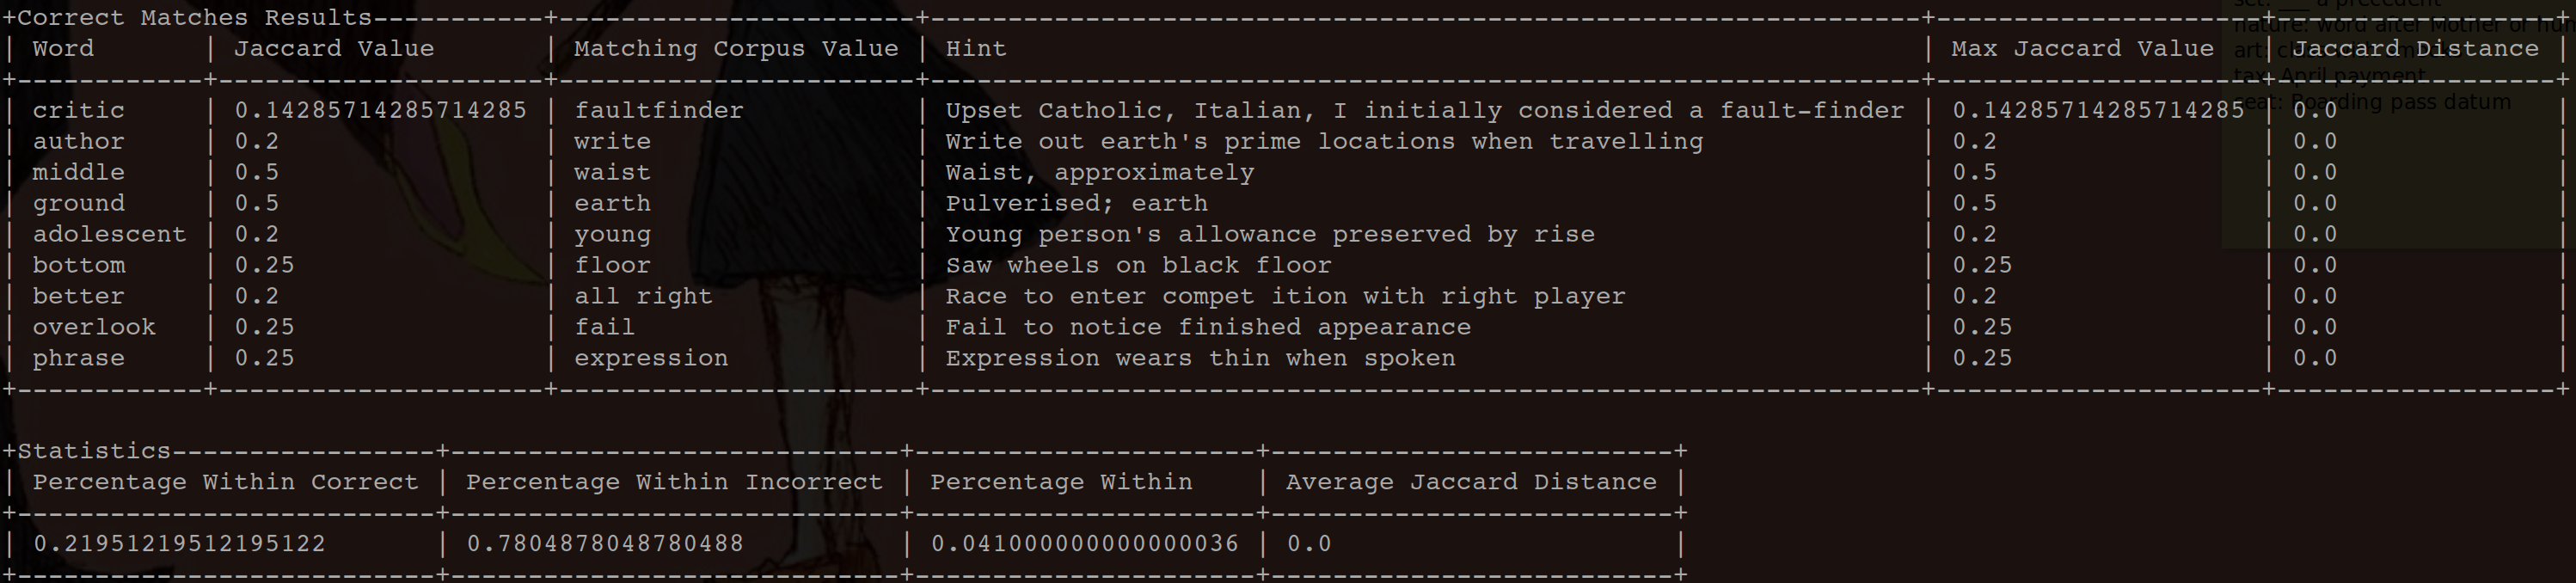 +Correct Matches Results-----------+-----------------------+----------------------------------------------------------------+---------------------+-------------------+
| Word | Jaccard Value | Matching Corpus Value | Hint | Max Jaccard Value | Jaccard Distance |
| critic | 0.14285714285714285 | faultfinder | Upset Catholic, Italian, I initially considered a fault-finder | 0.14285714285714285 | 0.0 |
| author | 0.2 | write | Write out earth's prime locations when travelling | 0.2 | 0.0 |
| middle | 0.5 | waist | Waist, approximately | 0.5 | 0.0 |
| ground | 0.5 | earth | Pulverised; earth | 0.5 | 0.0 |
| adolescent | 0.2 | young | Young person's allowance preserved by rise | 0.2 | 0.0 |
| bottom | 0.25 | floor | Saw wheels on black floor | 0.25 | 0.0 |
| better | 0.2 | all right | Race to enter compet ition with right player | 0.2 | 0.0 |
| overlook | 0.25 | fail | Fail to notice finished appearance | 0.25 | 0.0 |
| phrase | 0.25 | expression | Expression wears thin when spoken | 0.25 | 0.0 |
+Statistics-----------------+-----------------------------+----------------------+--------------------------+
| Percentage Within Correct | Percentage Within Incorrect | Percentage Within | Average Jaccard Distance |
| 0.21951219512195122 | 0.7804878048780488 | 0.041000000000000036 | 0.0 |
set: ___ a precedent
nature: word after Mother or
art:
tax: April payment
seat: Boarding pass datum